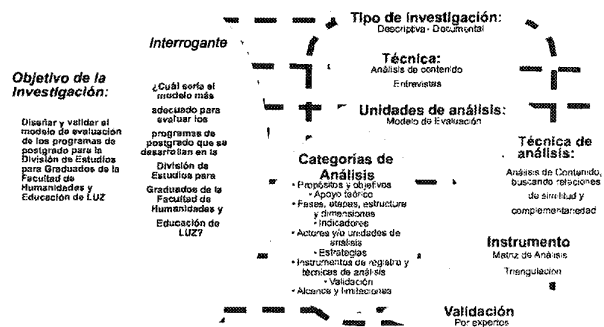 Objetivo de la
Investigación:
Diseñar y validar el
modelo de evaluación
de los programas de
postgrado para la
División de Estudios
para Graduados de la
Facultad de
Humanidades y
Educación de LUZ
Interrogante
¿Cuál sería el
modelo más
adecuado para
evaluar los
programas de
postgrado que se
desarrollan en la
División de
Estudios para
Graduados de la
Facultad de
Humanidades y
Educación de
LUZ?
Tipo de investigación:
Descriptiva - Documental
Técnica:
Análisis de contenido
Entrevistas
Unidades de análisis:
Modelo de Evaluación
Categorías de
Análisis
• Propósitos y objetivos
• Apoyo teórico
• Fases, etapas, estructura
y dimensiones
• Indicadores
• Actores y/o unidades de
análisis
• Estrategias
• Instrumentos de registro y
técnicas de análisis
• Validación
• Alcance y limitaciones
Técnica de
análisis:
Análisis de Contenido,
buscando relaciones
de similitud y
complementariedad
Instrumento
Matriz de Análisis
Triangulación
Validación
Por expertos